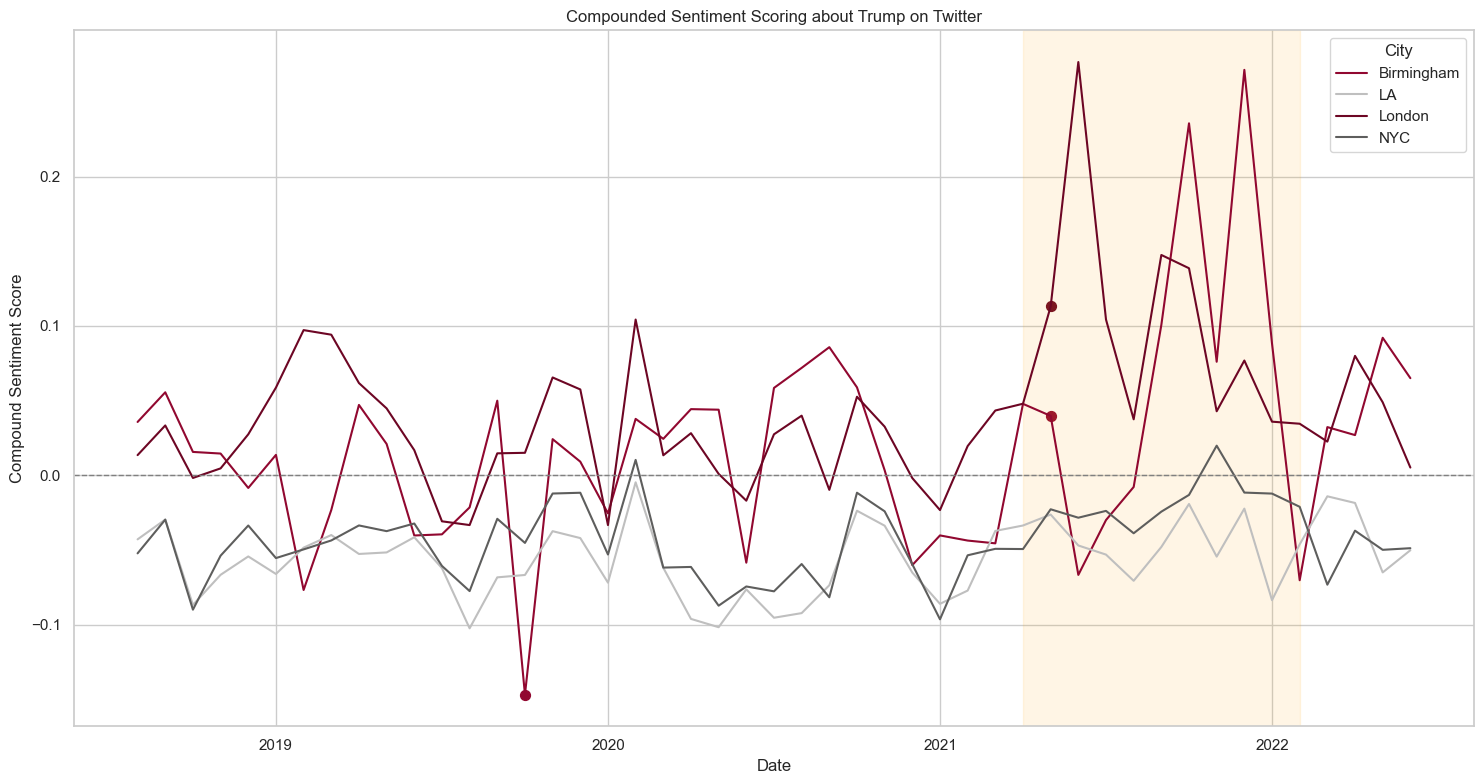 Compounded Sentiment Scoring about Trump on Twitter
City
Birmingham
LA
London
NYC
Compound Sentiment Score
0.2
0.1
0.0
−0.1
2019
2020
2021
2022
Date